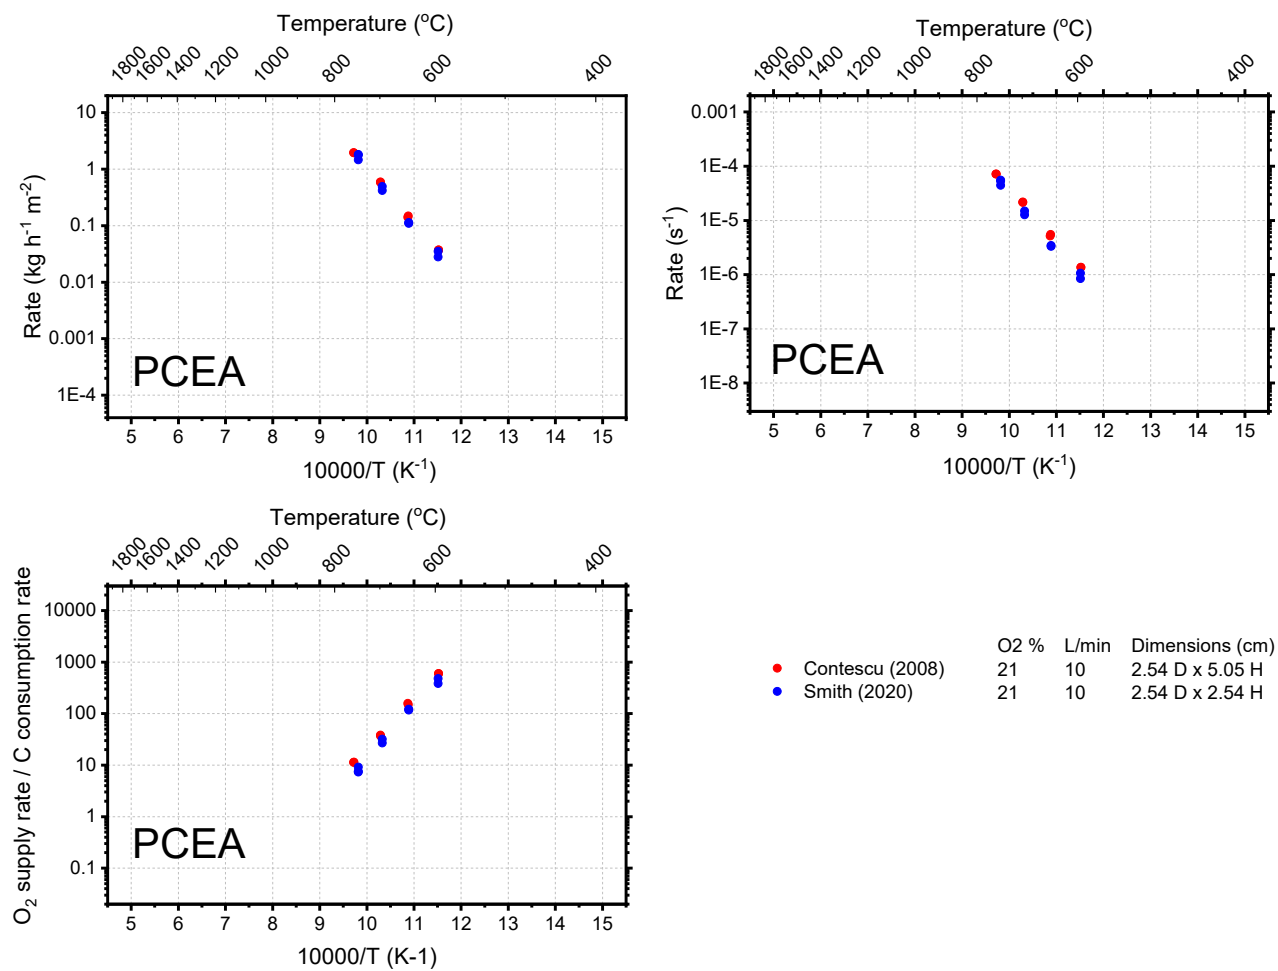 Temperature (°C)
1800 1600 1400 1200 1000 800 600 400
10
1
0.1
0.01
0.001
1E-4
Rate (kg h⁻¹ m⁻²)
PCEA
5 6 7 8 9 10 11 12 13 14 15
10000/T (K⁻¹)
Temperature (°C)
1800 1600 1400 1200 1000 800 600 400
0.001
1E-4
1E-5
1E-6
1E-7
1E-8
Rate (s⁻¹)
PCEA
5 6 7 8 9 10 11 12 13 14 15
10000/T (K⁻¹)
Temperature (°C)
1800 1600 1400 1200 1000 800 600 400
10000
1000
100
10
1
0.1
O₂ supply rate / C consumption rate
PCEA
5 6 7 8 9 10 11 12 13 14 15
10000/T (K-1)
O2 % L/min Dimensions (cm)
Contescu (2008) 21 10 2.54 D x 5.05 H
Smith (2020) 21 10 2.54 D x 2.54 H